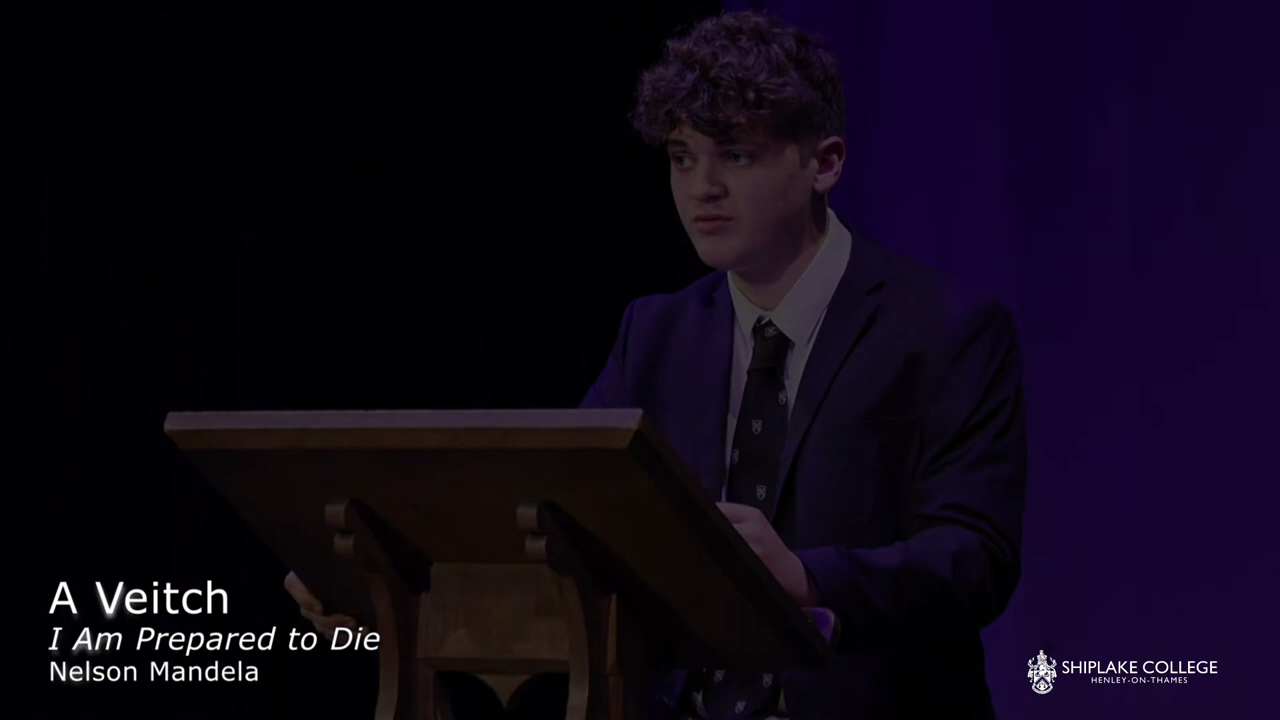 A Veitch
I Am Prepared to Die
Nelson Mandela
SHIPLAKE COLLEGE
HENLEY-ON-THAMES